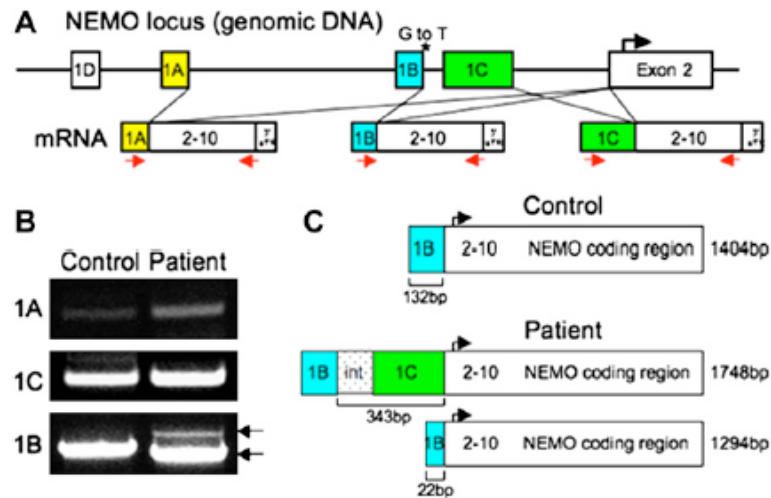 A NEMO locus (genomic DNA)
G to T
1D 1A 1B 1C Exon 2
mRNA 1A 2-10 1B 2-10 1C 2-10
B
Control Patient
1A
1C
1B
C
Control
1B 2-10 NEMO coding region 1404bp
132bp
Patient
1B int 1C 2-10 NEMO coding region 1748bp
343bp
1B 2-10 NEMO coding region 1294bp
22bp